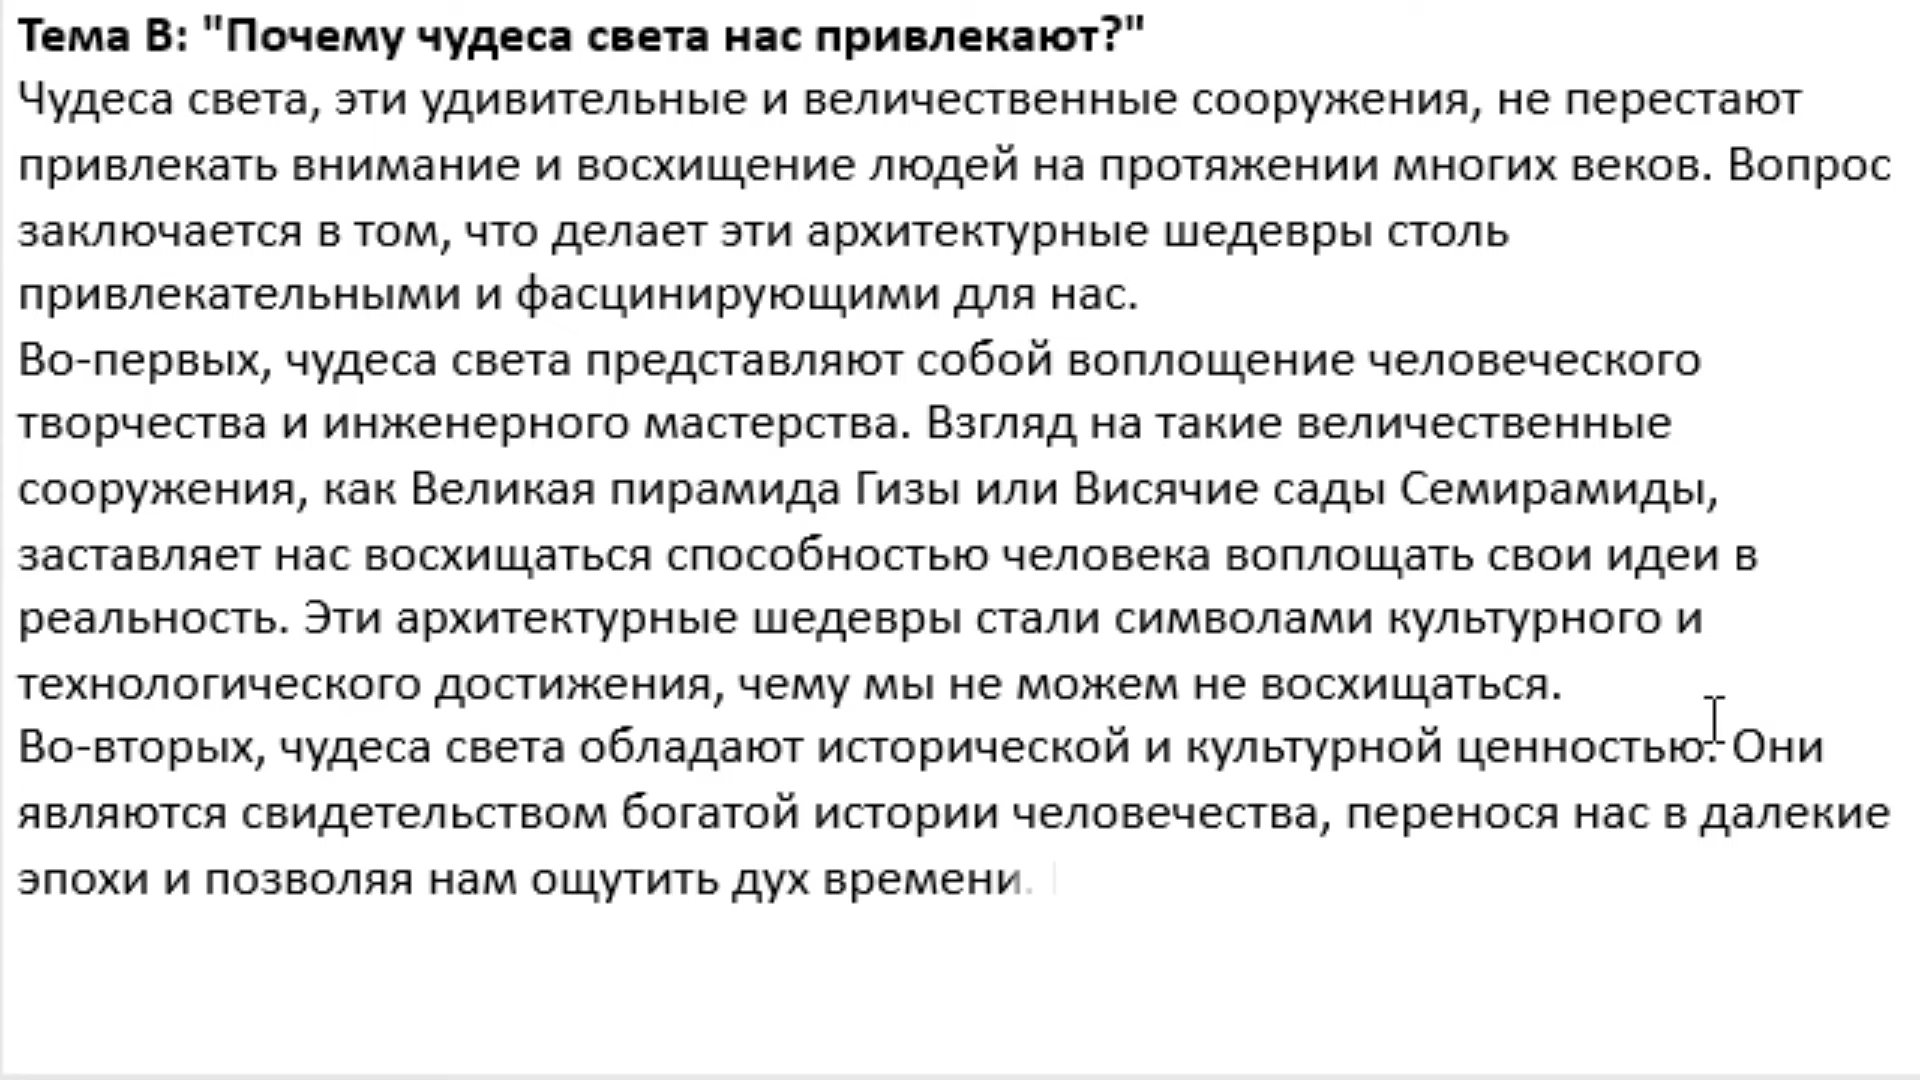 Тема В: "Почему чудеса света нас привлекают?"
Чудеса света, эти удивительные и величественные сооружения, не перестают
привлекать внимание и восхищение людей на протяжении многих веков. Вопрос
заключается в том, что делает эти архитектурные шедевры столь
привлекательными и фасцинирующими для нас.
Во-первых, чудеса света представляют собой воплощение человеческого
творчества и инженерного мастерства. Взгляд на такие величественные
сооружения, как Великая пирамида Гизы или Висячие сады Семирамиды,
заставляет нас восхищаться способностью человека воплощать свои идеи в
реальность. Эти архитектурные шедевры стали символами культурного и
технологического достижения, чему мы не можем не восхищаться.
Во-вторых, чудеса света обладают исторической и культурной ценностью. Они
являются свидетельством богатой истории человечества, перенося нас в далекие
эпохи и позволяя нам ощутить дух времени.